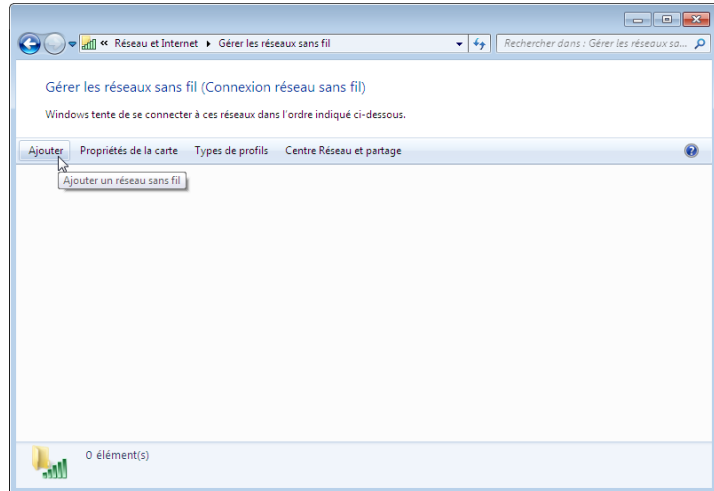 « Réseau et Internet ▸ Gérer les réseaux sans fil
Rechercher dans : Gérer les réseaux sa...
Gérer les réseaux sans fil (Connexion réseau sans fil)
Windows tente de se connecter à ces réseaux dans l'ordre indiqué ci-dessous.
Ajouter Propriétés de la carte Types de profils Centre Réseau et partage
Ajouter un réseau sans fil
0 élément(s)